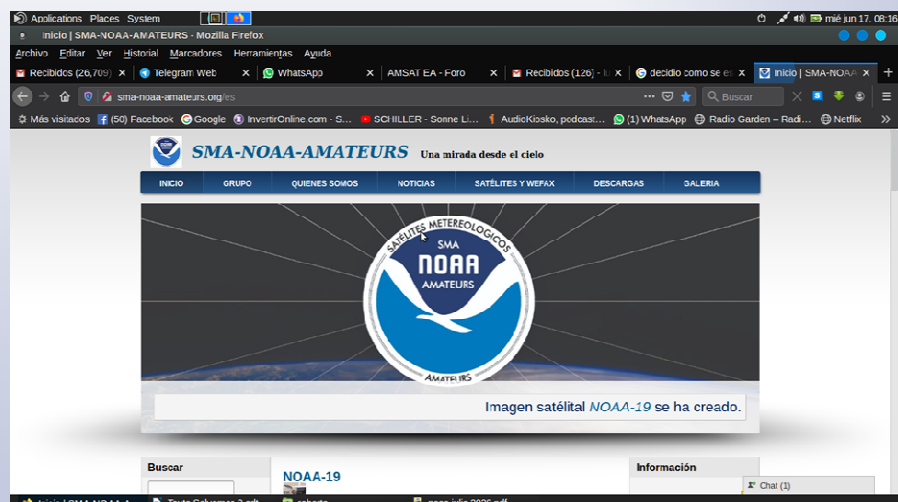 Applications Places System
mié jun 17, 08:16
Inicio | SMA-NOAA-AMATEURS - Mozilla Firefox
Archivo Editar Ver Historial Marcadores Herramientas Ayuda
Recibidos (26,709) Telegram Web WhatsApp AMSAT EA - Foro Recibidos (126) - decidio como se es Inicio | SMA-NOAA
sma-noaa-amateurs.org/es
Buscar
Más visitados (50) Facebook Google InvertirOnline.com - S... SCHILLER - Sonne Li... AudioKiosko, podcast... (1) WhatsApp Radio Garden – Radi... Netflix
SMA-NOAA-AMATEURS Una mirada desde el cielo
INICIO GRUPO QUIENES SOMOS NOTICIAS SATÉLITES Y WEFAX DESCARGAS GALERIA
SATÉLITES METEREOLOGICOS
SMA
NOAA
AMATEURS
AMATEURS
Imagen satélital NOAA-19 se ha creado.
Buscar
NOAA-19
Información
Chat (1)